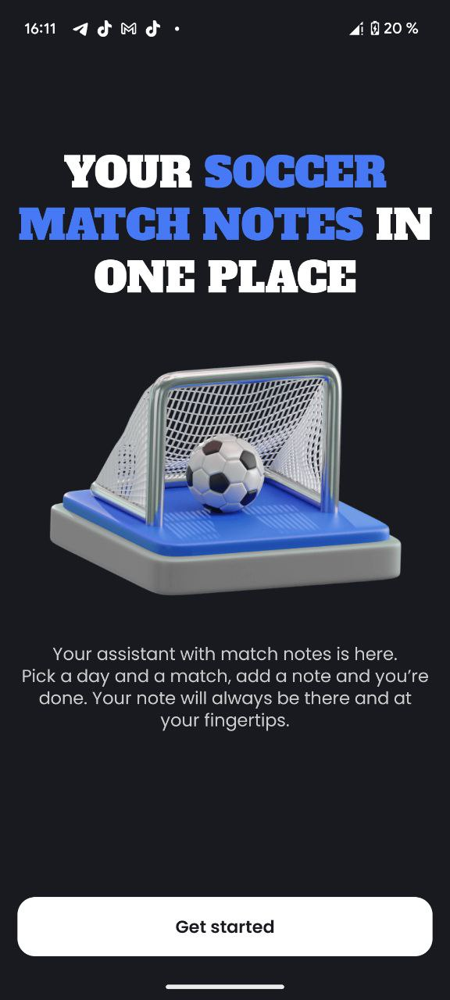 16:11
20 %
YOUR SOCCER
MATCH NOTES IN
ONE PLACE
Your assistant with match notes is here.
Pick a day and a match, add a note and you’re
done. Your note will always be there and at
your fingertips.
Get started